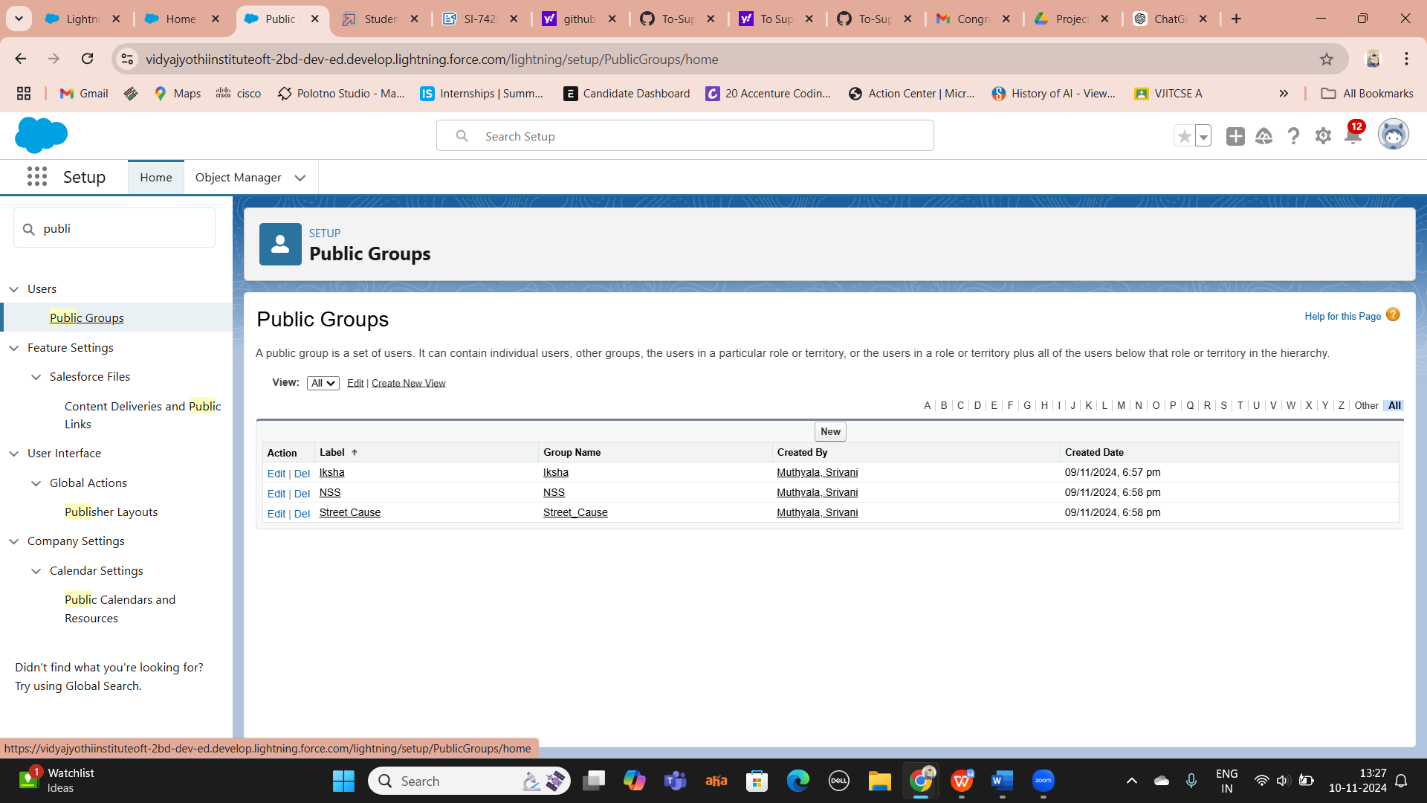 Lightni
Home
Public
Studen
SI-742
github
To-Sup
To Sup
To-Sup
Congra
Project
ChatG
vidyajyothiinstituteoft-2bd-dev-ed.develop.lightning.force.com/lightning/setup/PublicGroups/home
Gmail
Maps
cisco
Polotno Studio - Ma...
Internships | Summ...
Candidate Dashboard
20 Accenture Codin...
Action Center | Micr...
History of AI - View...
VJITCSE A
All Bookmarks
Search Setup
12
Setup
Home
Object Manager
publi
Users
Public Groups
Feature Settings
Salesforce Files
Content Deliveries and Public
Links
User Interface
Global Actions
Publisher Layouts
Company Settings
Calendar Settings
Public Calendars and
Resources
Didn't find what you're looking for?
Try using Global Search.
SETUP
Public Groups
Public Groups
Help for this Page
A public group is a set of users. It can contain individual users, other groups, the users in a particular role or territory, or the users in a role or territory plus all of the users below that role or territory in the hierarchy.
View: All Edit | Create New View
A | B | C | D | E | F | G | H | I | J | K | L | M | N | O | P | Q | R | S | T | U | V | W | X | Y | Z | Other | All
New
Action Label Group Name Created By Created Date
Edit | Del Iksha Iksha Muthyala, Srivani 09/11/2024, 6:57 pm
Edit | Del NSS NSS Muthyala, Srivani 09/11/2024, 6:58 pm
Edit | Del Street Cause Street_Cause Muthyala, Srivani 09/11/2024, 6:58 pm
https://vidyajyothiinstituteoft-2bd-dev-ed.develop.lightning.force.com/lightning/setup/PublicGroups/home
1
Watchlist
Ideas
Search
aha
DELL
zoom
ENG
IN
13:27
10-11-2024